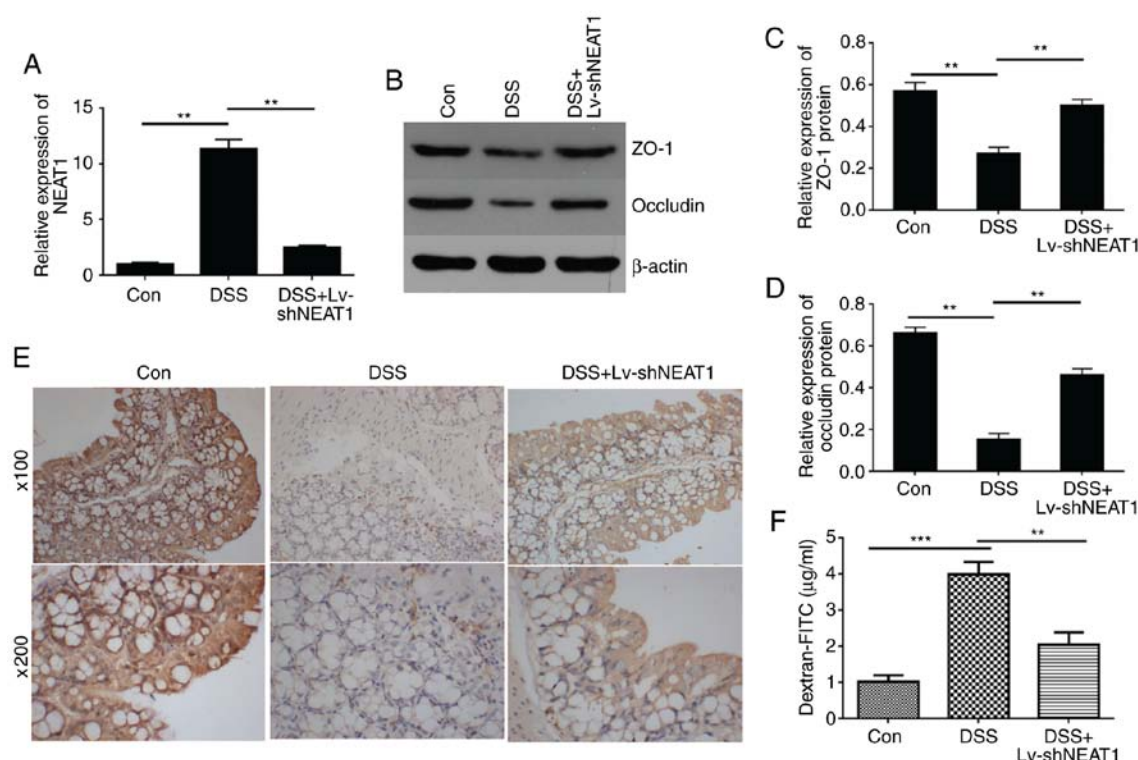 A
Relative expression of
NEAT1
15
10
5
0
**
**
Con
DSS
DSS+Lv-
shNEAT1
B
Con
DSS
DSS+
Lv-shNEAT1
ZO-1
Occludin
β-actin
C
Relative expression of
ZO-1 protein
0.8
0.6
0.4
0.2
0.0
**
**
Con
DSS
DSS+
Lv-shNEAT1
D
Relative expression of
occludin protein
0.8
0.6
0.4
0.2
0.0
**
**
Con
DSS
DSS+
Lv-shNEAT1
E
Con
DSS
DSS+Lv-shNEAT1
x100
x200
F
Dextran-FITC (μg/ml)
5
4
3
2
1
0
***
**
Con
DSS
DSS+
Lv-shNEAT1